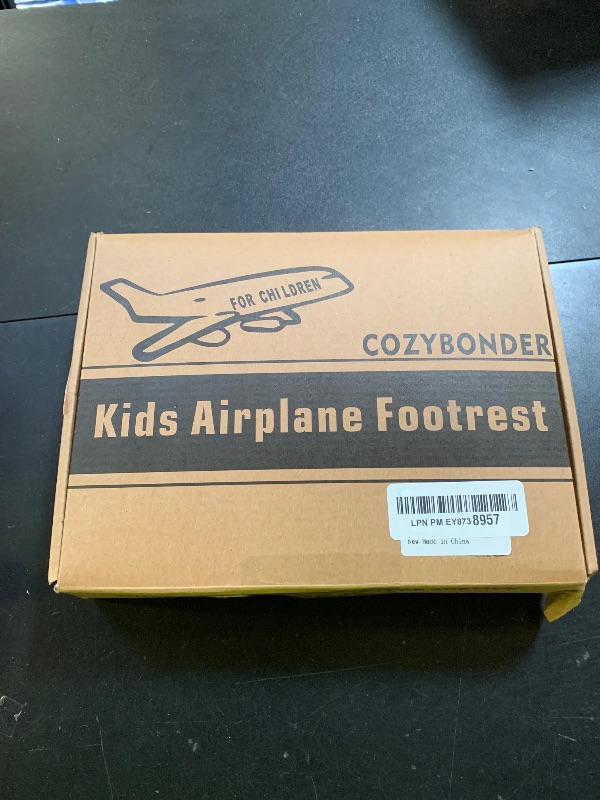 FOR CHILDREN
COZYBONDER
Kids Airplane Footrest
LPN PM EY8738957
New Made in China